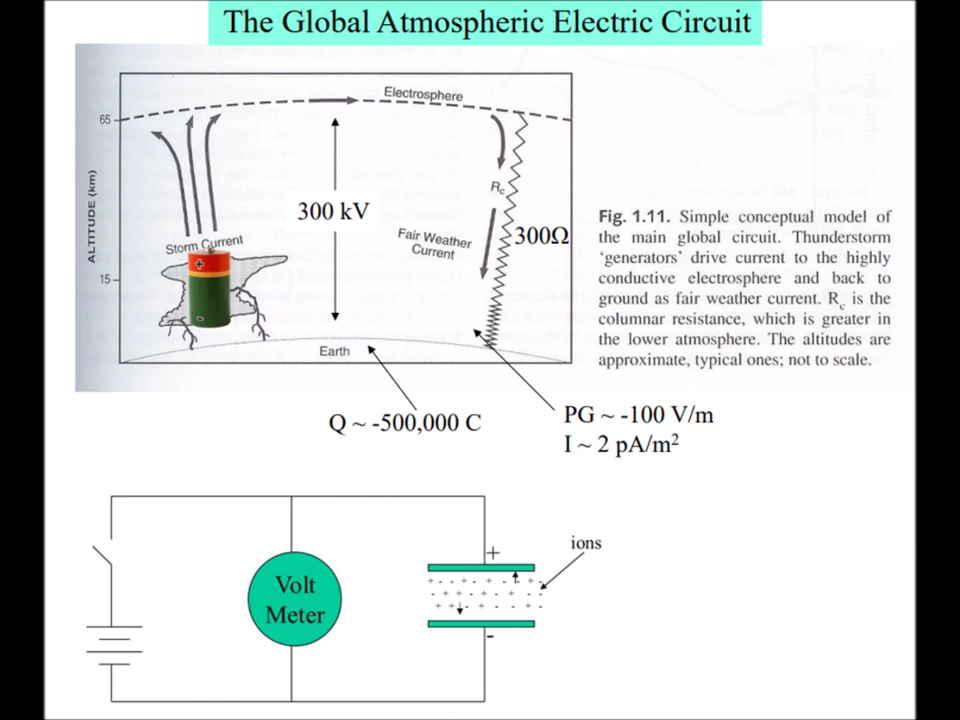 The Global Atmospheric Electric Circuit
Electrosphere
65
ALTITUDE (km)
300 kV
Rc
Storm Current
Fair Weather
Current
300Ω
+
15
-
Earth
Fig. 1.11. Simple conceptual model of
the main global circuit. Thunderstorm
‘generators’ drive current to the highly
conductive electrosphere and back to
ground as fair weather current. Rc is the
columnar resistance, which is greater in
the lower atmosphere. The altitudes are
approximate, typical ones; not to scale.
Q ~ -500,000 C
PG ~ -100 V/m
I ~ 2 pA/m²
Volt
Meter
+
ions
+ - - + - + - + -
- + + - + - +  -
+ + - + - - +
-